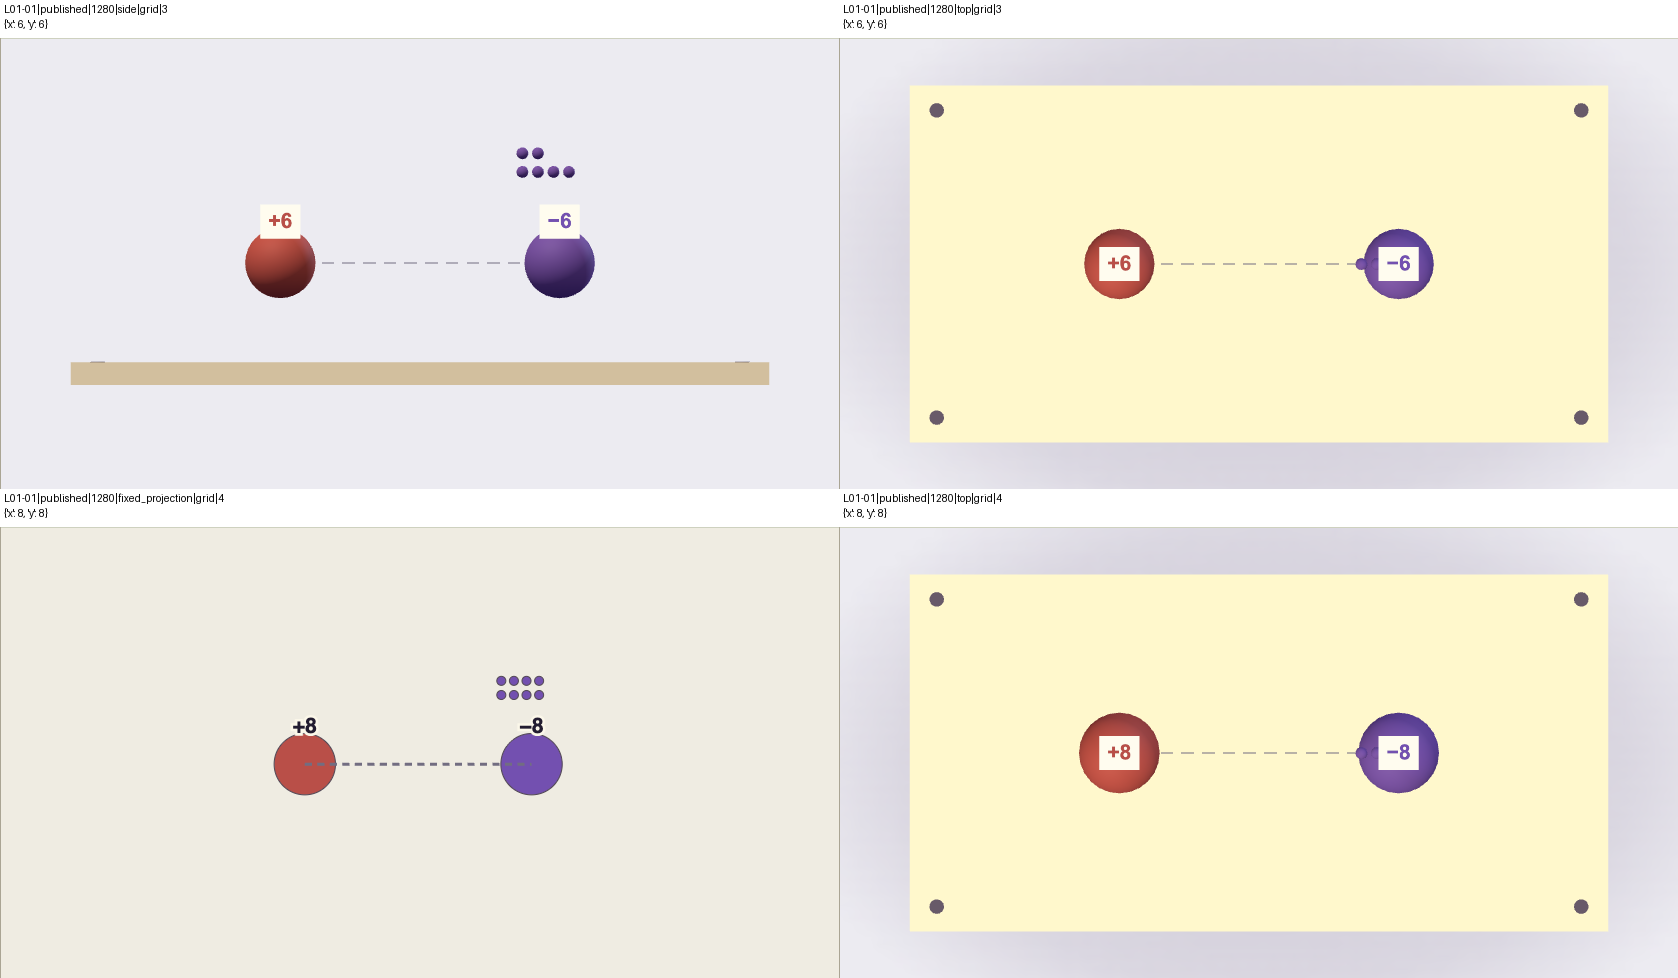 L01-01|published|1280|side|grid|3
{'x': 6, 'y': 6}
L01-01|published|1280|top|grid|3
{'x': 6, 'y': 6}
+6
−6
+6
−6
L01-01|published|1280|fixed_projection|grid|4
{'x': 8, 'y': 8}
L01-01|published|1280|top|grid|4
{'x': 8, 'y': 8}
+8
−8
+8
−8